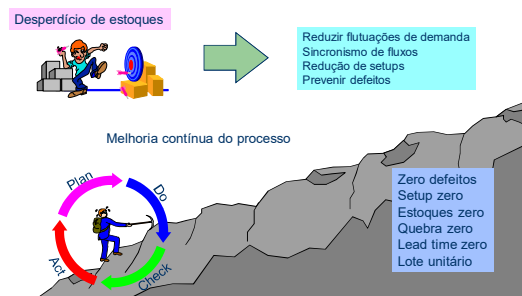 Desperdício de estoques
Reduzir flutuações de demanda
Sincronismo de fluxos
Redução de setups
Prevenir defeitos
Melhoria contínua do processo
Plan
Do
Check
Act
Zero defeitos
Setup zero
Estoques zero
Quebra zero
Lead time zero
Lote unitário